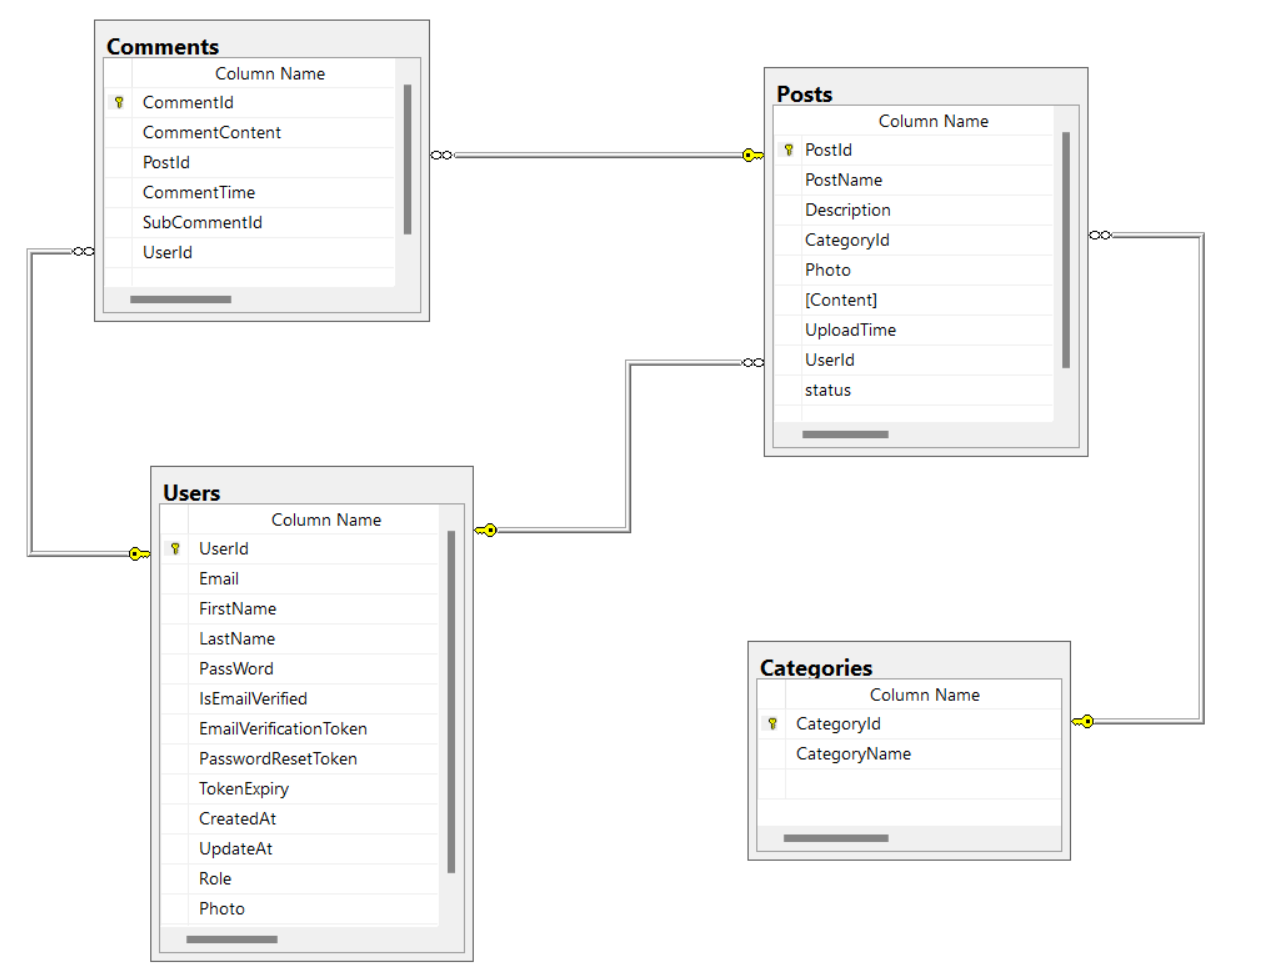 Comments
Column Name
CommentId
CommentContent
PostId
CommentTime
SubCommentId
UserId
Posts
Column Name
PostId
PostName
Description
CategoryId
Photo
[Content]
UploadTime
UserId
status
Users
Column Name
UserId
Email
FirstName
LastName
PassWord
IsEmailVerified
EmailVerificationToken
PasswordResetToken
TokenExpiry
CreatedAt
UpdateAt
Role
Photo
Categories
Column Name
CategoryId
CategoryName